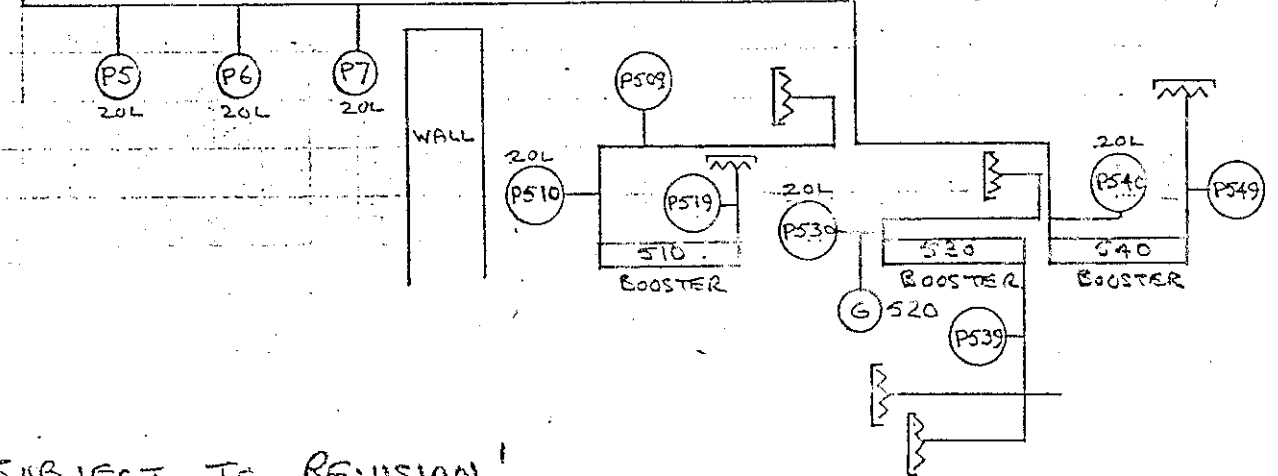 P5
20L
P6
20L
P7
20L
WALL
P509
20L
P510
P519
510
BOOSTER
20L
P530
G 520
530
BOOSTER
P539
20L
P540
540
BOOSTER
P549
SUBJECT TO REVISION'